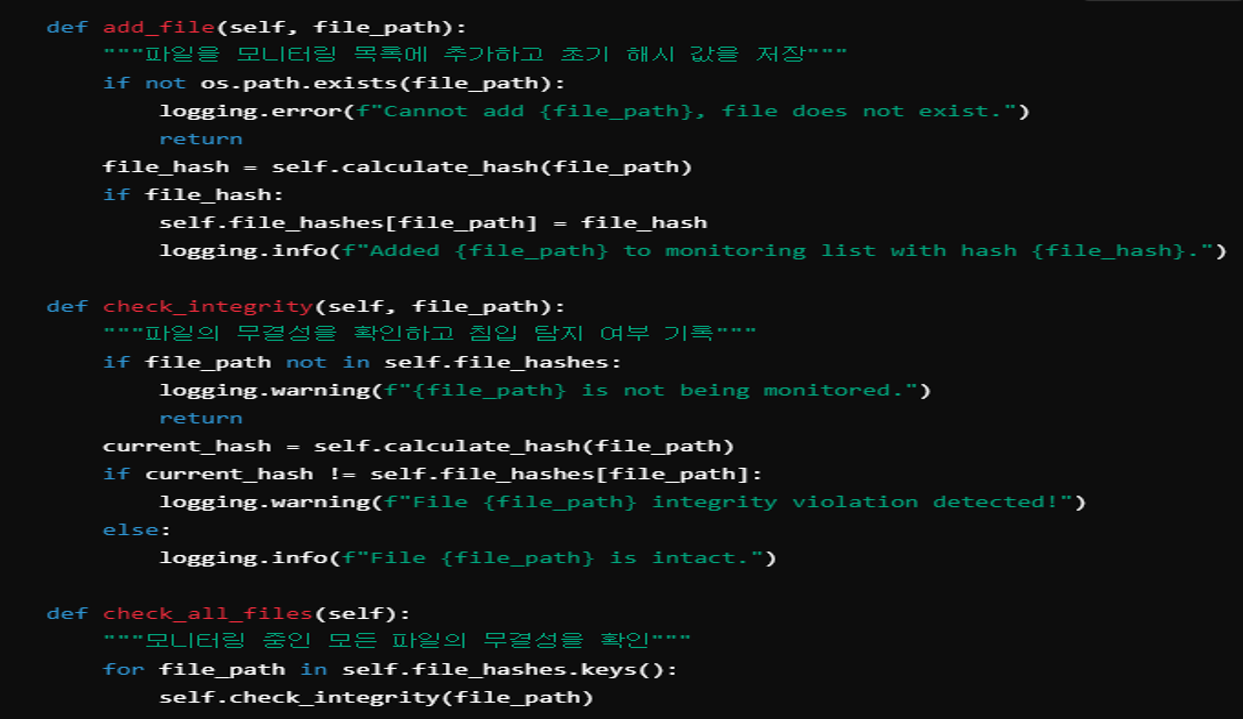 def add_file(self, file_path):
"""파일을 모니터링 목록에 추가하고 초기 해시 값을 저장"""
if not os.path.exists(file_path):
logging.error(f"Cannot add {file_path}, file does not exist.")
return
file_hash = self.calculate_hash(file_path)
if file_hash:
self.file_hashes[file_path] = file_hash
logging.info(f"Added {file_path} to monitoring list with hash {file_hash}.")
def check_integrity(self, file_path):
"""파일의 무결성을 확인하고 침입 탐지 여부 기록"""
if file_path not in self.file_hashes:
logging.warning(f"{file_path} is not being monitored.")
return
current_hash = self.calculate_hash(file_path)
if current_hash != self.file_hashes[file_path]:
logging.warning(f"File {file_path} integrity violation detected!")
else:
logging.info(f"File {file_path} is intact.")
def check_all_files(self):
"""모니터링 중인 모든 파일의 무결성을 확인"""
for file_path in self.file_hashes.keys():
self.check_integrity(file_path)